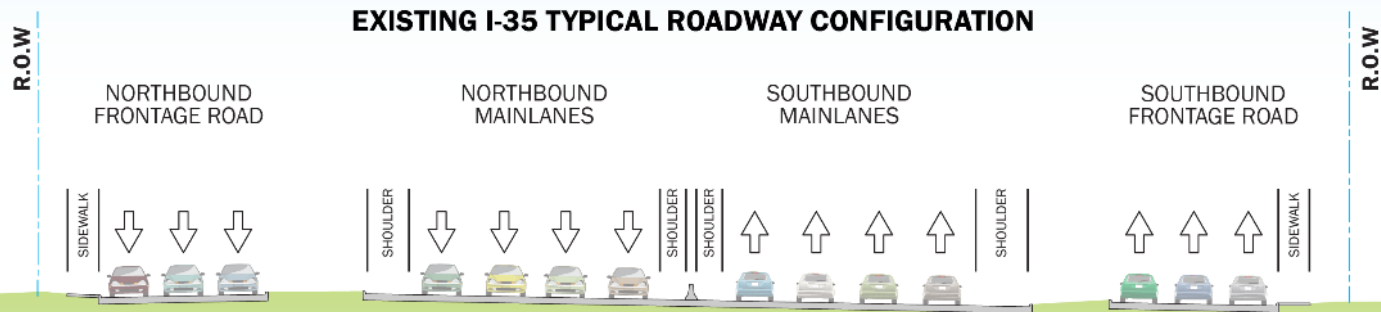 EXISTING I-35 TYPICAL ROADWAY CONFIGURATION
R.O.W
R.O.W
NORTHBOUND
FRONTAGE ROAD
NORTHBOUND
MAINLANES
SOUTHBOUND
MAINLANES
SOUTHBOUND
FRONTAGE ROAD
SIDEWALK
SHOULDER
SHOULDER
SHOULDER
SHOULDER
SIDEWALK